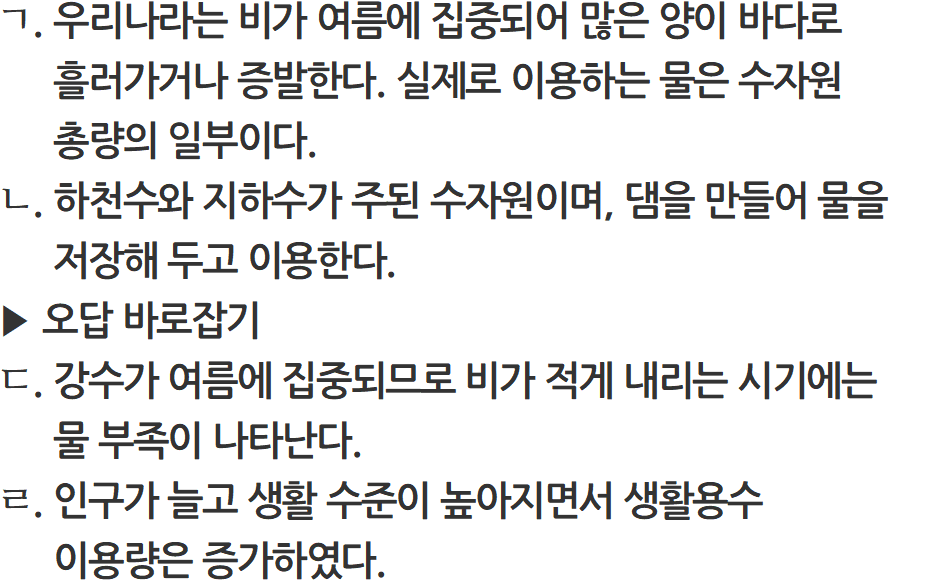 ㄱ. 우리나라는 비가 여름에 집중되어 많은 양이 바다로
흘러가거나 증발한다. 실제로 이용하는 물은 수자원
총량의 일부이다.
ㄴ. 하천수와 지하수가 주된 수자원이며, 댐을 만들어 물을
저장해 두고 이용한다.
▶ 오답 바로잡기
ㄷ. 강수가 여름에 집중되므로 비가 적게 내리는 시기에는
물 부족이 나타난다.
ㄹ. 인구가 늘고 생활 수준이 높아지면서 생활용수
이용량은 증가하였다.